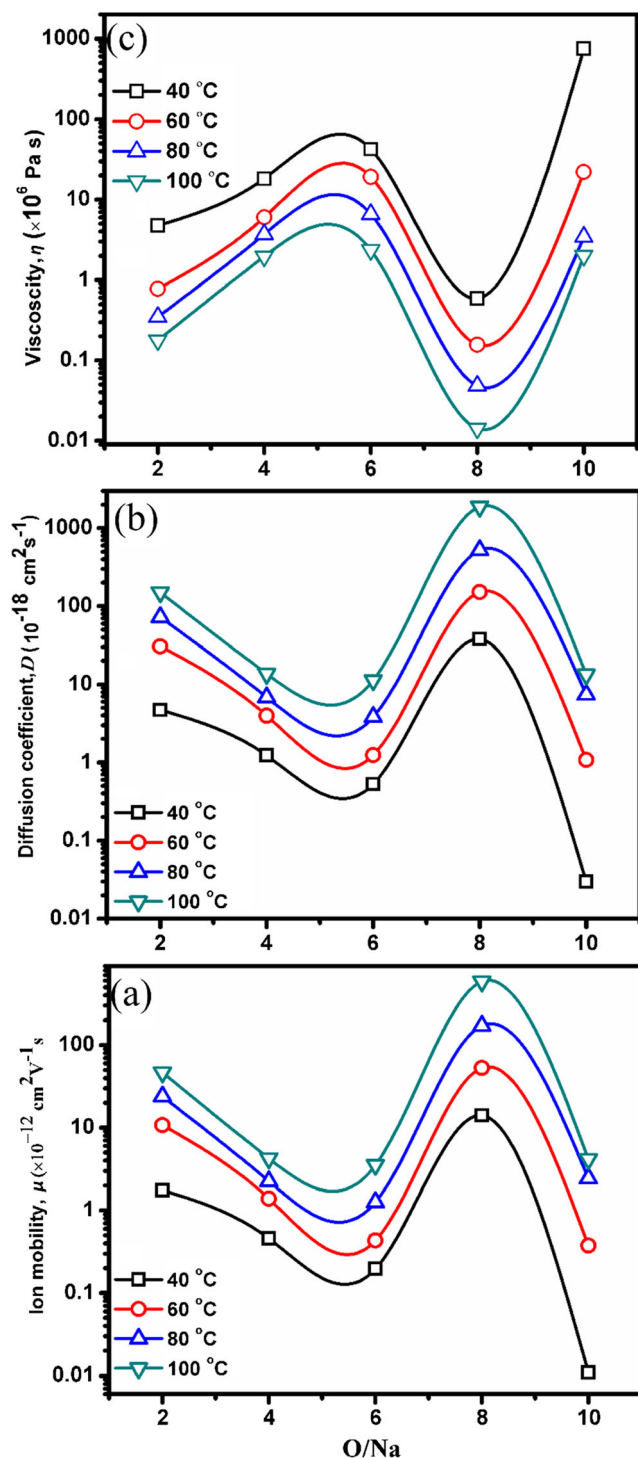 (c)
1000
100
10
1
0.1
0.01
Viscoscity, η (×10⁶ Pa s)
40 °C
60 °C
80 °C
100 °C
2 4 6 8 10
(b)
1000
100
10
1
0.1
0.01
Diffusion coefficient,D (10⁻¹⁸ cm²s⁻¹)
40 °C
60 °C
80 °C
100 °C
2 4 6 8 10
(a)
100
10
1
0.1
0.01
Ion mobility, μ (×10⁻¹² cm²V⁻¹s)
40 °C
60 °C
80 °C
100 °C
2 4 6 8 10
O/Na